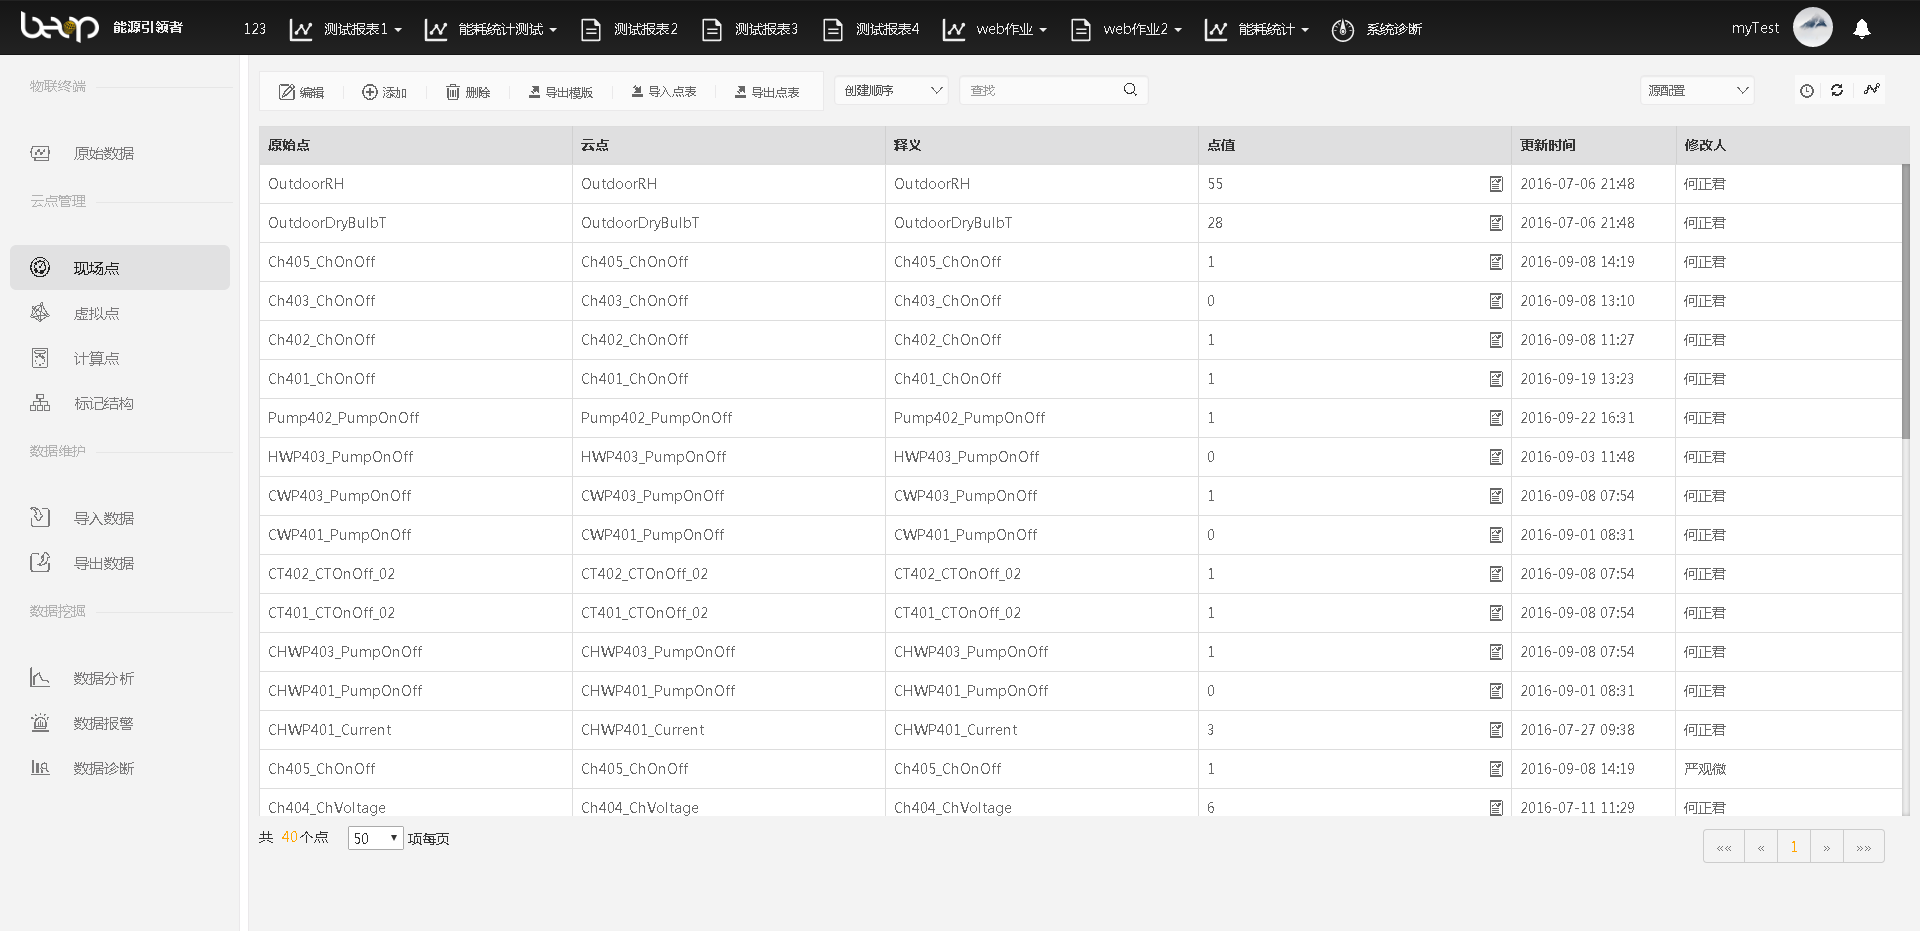 beop 能源引领者 123 测试报表1 能耗统计测试 测试报表2 测试报表3 测试报表4 web作业 web作业2 能耗统计 系统诊断 myTest
物联终端
原始数据
云点管理
现场点
虚拟点
计算点
标记结构
数据维护
导入数据
导出数据
数据挖掘
数据分析
数据报警
数据诊断
编辑 添加 删除 导出模版 导入点表 导出点表 创建顺序 查找 源配置
原始点 云点 释义 点值 更新时间 修改人
OutdoorRH OutdoorRH OutdoorRH 55 2016-07-06 21:48 何正君
OutdoorDryBulbT OutdoorDryBulbT OutdoorDryBulbT 28 2016-07-06 21:48 何正君
Ch405_ChOnOff Ch405_ChOnOff Ch405_ChOnOff 1 2016-09-08 14:19 何正君
Ch403_ChOnOff Ch403_ChOnOff Ch403_ChOnOff 0 2016-09-08 13:10 何正君
Ch402_ChOnOff Ch402_ChOnOff Ch402_ChOnOff 1 2016-09-08 11:27 何正君
Ch401_ChOnOff Ch401_ChOnOff Ch401_ChOnOff 1 2016-09-19 13:23 何正君
Pump402_PumpOnOff Pump402_PumpOnOff Pump402_PumpOnOff 1 2016-09-22 16:31 何正君
HWP403_PumpOnOff HWP403_PumpOnOff HWP403_PumpOnOff 0 2016-09-03 11:48 何正君
CWP403_PumpOnOff CWP403_PumpOnOff CWP403_PumpOnOff 1 2016-09-08 07:54 何正君
CWP401_PumpOnOff CWP401_PumpOnOff CWP401_PumpOnOff 0 2016-09-01 08:31 何正君
CT402_CTOnOff_02 CT402_CTOnOff_02 CT402_CTOnOff_02 1 2016-09-08 07:54 何正君
CT401_CTOnOff_02 CT401_CTOnOff_02 CT401_CTOnOff_02 1 2016-09-08 07:54 何正君
CHWP403_PumpOnOff CHWP403_PumpOnOff CHWP403_PumpOnOff 1 2016-09-08 07:54 何正君
CHWP401_PumpOnOff CHWP401_PumpOnOff CHWP401_PumpOnOff 0 2016-09-01 08:31 何正君
CHWP401_Current CHWP401_Current CHWP401_Current 3 2016-07-27 09:38 何正君
Ch405_ChOnOff Ch405_ChOnOff Ch405_ChOnOff 1 2016-09-08 14:19 严观微
Ch404_ChVoltage Ch404_ChVoltage Ch404_ChVoltage 6 2016-07-11 11:29 何正君
共 40个点 50 项每页 «« « 1 » »»